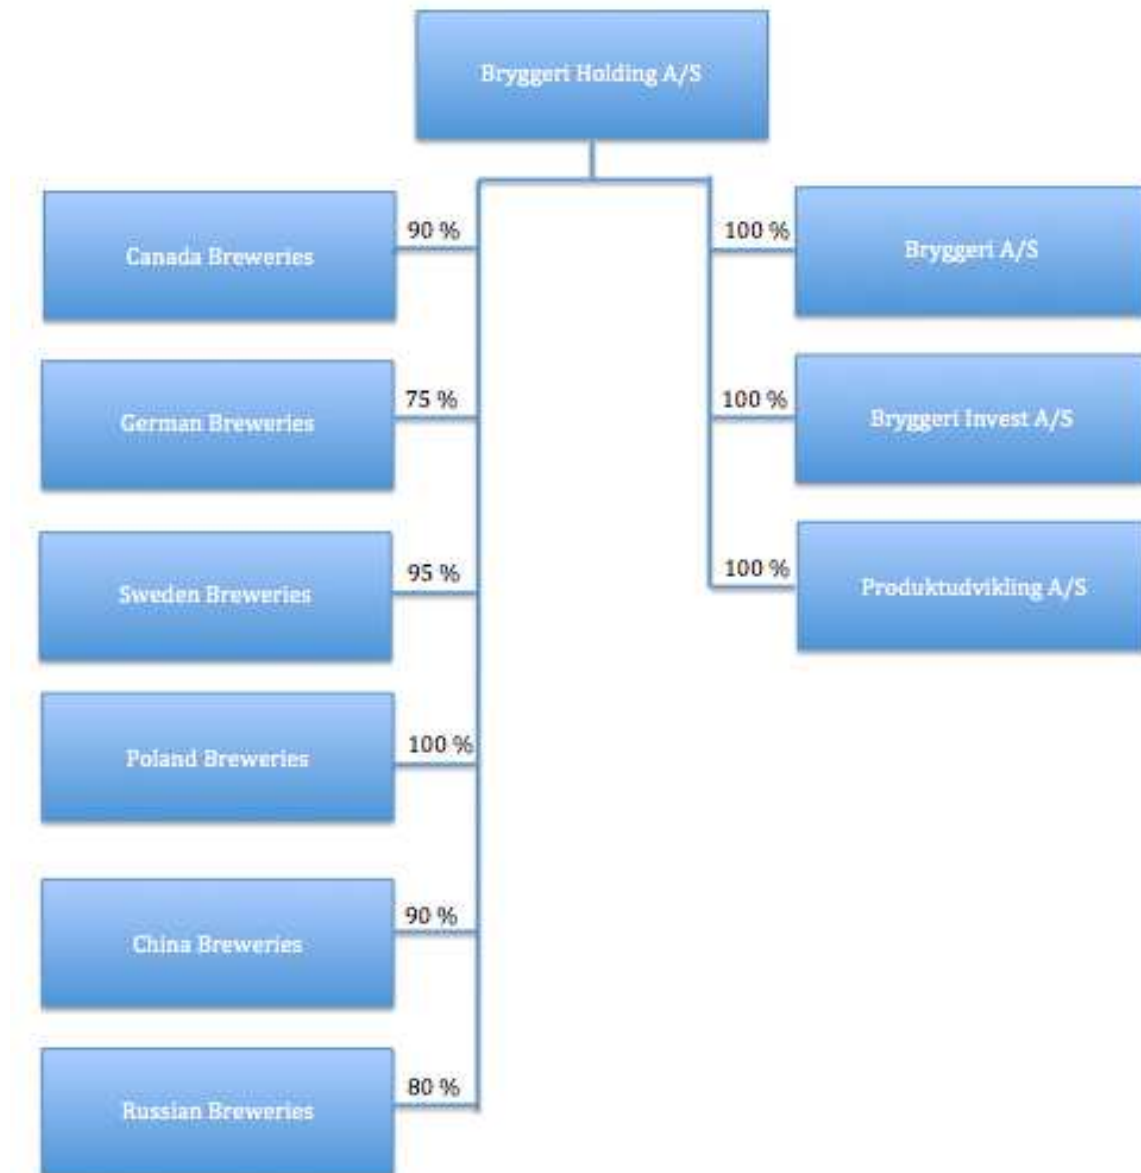 Bryggeri Holding A/S
90 %
Canada Breweries
100 %
Bryggeri A/S
75 %
German Breweries
100 %
Bryggeri Invest A/S
95 %
Sweden Breweries
100 %
Produktudvikling A/S
100 %
Poland Breweries
90 %
China Breweries
80 %
Russian Breweries